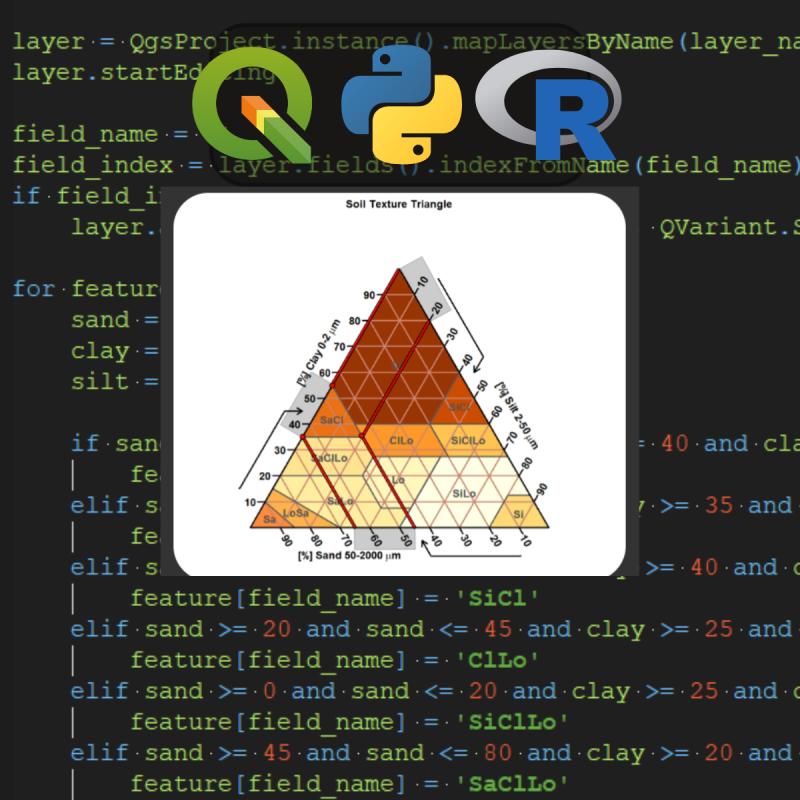 layer = QgsProject.instance().mapLayersByName(layer_na
layer.startEditing
field_name =
field_index = layer.fields().indexFromName(field_name)
if field_i
layer. QVariant.S
for feature
sand =
clay =
silt =
if san = 40 and cla
fea
elif s y >= 35 and
fea
elif s >= 40 and c
feature[field_name] = 'SiCl'
elif sand >= 20 and sand <= 45 and clay >= 25 and
feature[field_name] = 'ClLo'
elif sand >= 0 and sand <= 20 and clay >= 25 and c
feature[field_name] = 'SiClLo'
elif sand >= 45 and sand <= 80 and clay >= 20 and
feature[field_name] = 'SaClLo'
R
Soil Texture Triangle
[%] Clay 0-2 μm
90
80
70
60
50
40
30
20
10
[%] Silt 2-50 μm
10
20
30
40
50
60
70
80
90
SaCl
SiCl
ClLo
SiClLo
SaClLo
Lo
SaLo
SiLo
LoSa
Sa
Si
90 80 70 60 50 40 30 20 10
[%] Sand 50-2000 μm